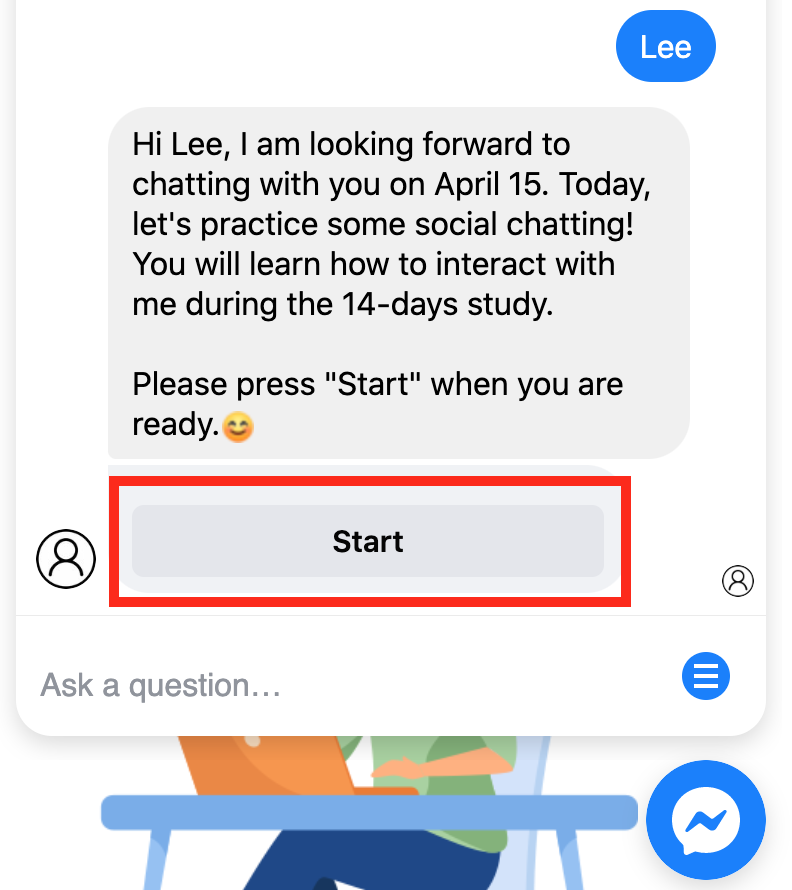 Lee
Hi Lee, I am looking forward to
chatting with you on April 15. Today,
let's practice some social chatting!
You will learn how to interact with
me during the 14-days study.
Please press "Start" when you are
ready.😊
Start
Ask a question…